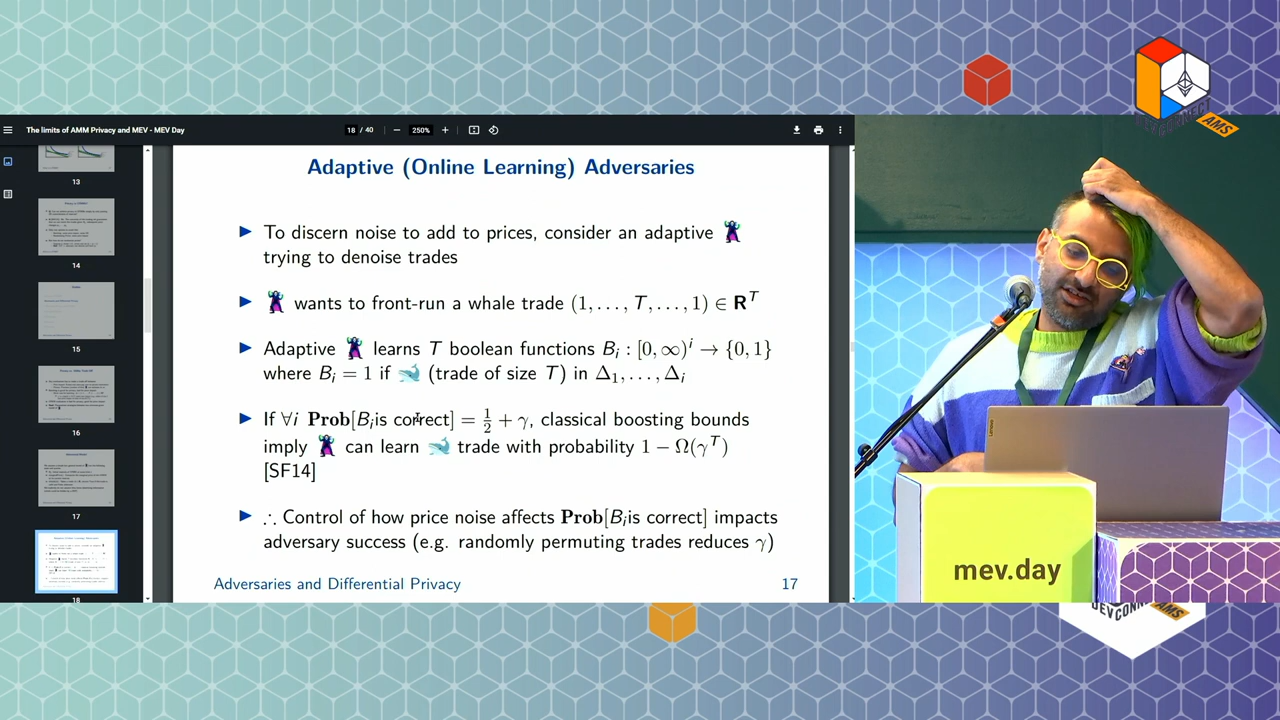 The limits of AMM Privacy and MEV - MEV Day
18 / 40
250%
13
14
15
16
17
18
Adaptive (Online Learning) Adversaries
To discern noise to add to prices, consider an adaptive 🦹
trying to denoise trades
🦹 wants to front-run a whale trade (1, . . . , T, . . . , 1) ∈ R^T
Adaptive 🦹 learns T boolean functions B_i : [0, ∞)^i → {0, 1}
where B_i = 1 if 🐋 (trade of size T) in Δ_1, . . . , Δ_i
If ∀i Prob[B_i is correct] = 1/2 + γ, classical boosting bounds
imply 🦹 can learn 🐋 trade with probability 1 − Ω(γ^T)
[SF14]
∴ Control of how price noise affects Prob[B_i is correct] impacts
adversary success (e.g. randomly permuting trades reduces γ)
Adversaries and Differential Privacy
17
DEVCONNECT
AMS
Lenovo
mev.day
DEVCONNECT
AMS